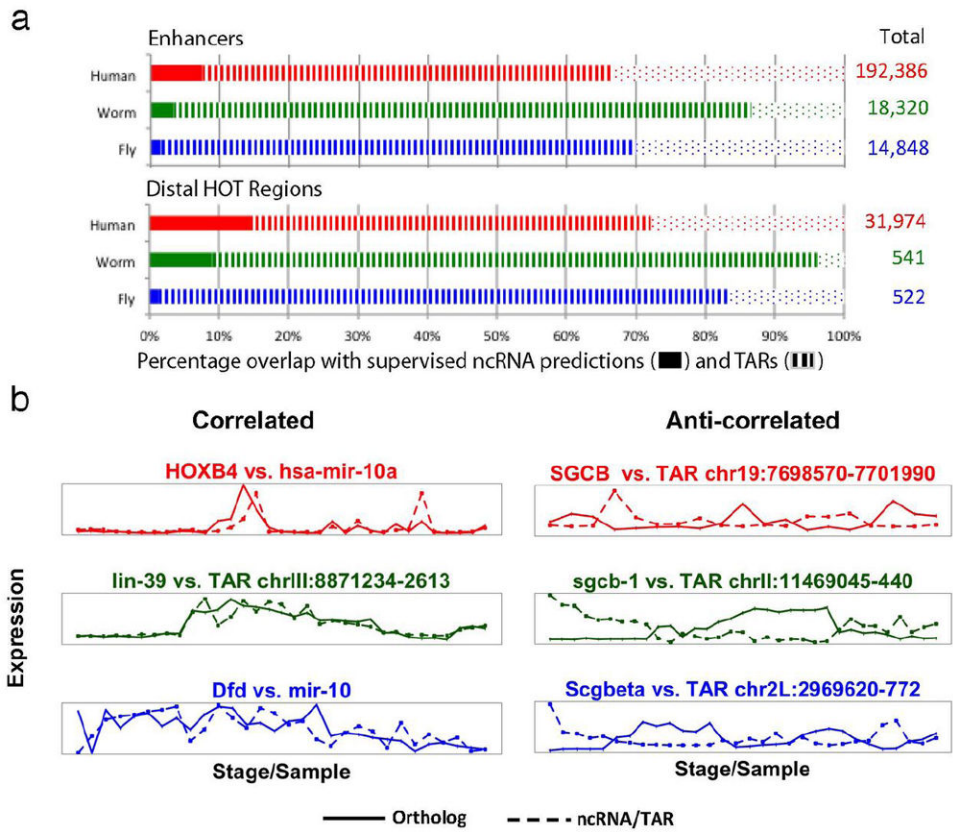 a
Enhancers
Total
Human
192,386
Worm
18,320
Fly
14,848
Distal HOT Regions
Human
31,974
Worm
541
Fly
522
0% 10% 20% 30% 40% 50% 60% 70% 80% 90% 100%
Percentage overlap with supervised ncRNA predictions ( ) and TARs ( )
b
Correlated
Anti-correlated
HOXB4 vs. hsa-mir-10a
SGCB vs. TAR chr19:7698570-7701990
lin-39 vs. TAR chrIII:8871234-2613
sgcb-1 vs. TAR chrII:11469045-440
Expression
Dfd vs. mir-10
Scgbeta vs. TAR chr2L:2969620-772
Stage/Sample
Stage/Sample
Ortholog
ncRNA/TAR